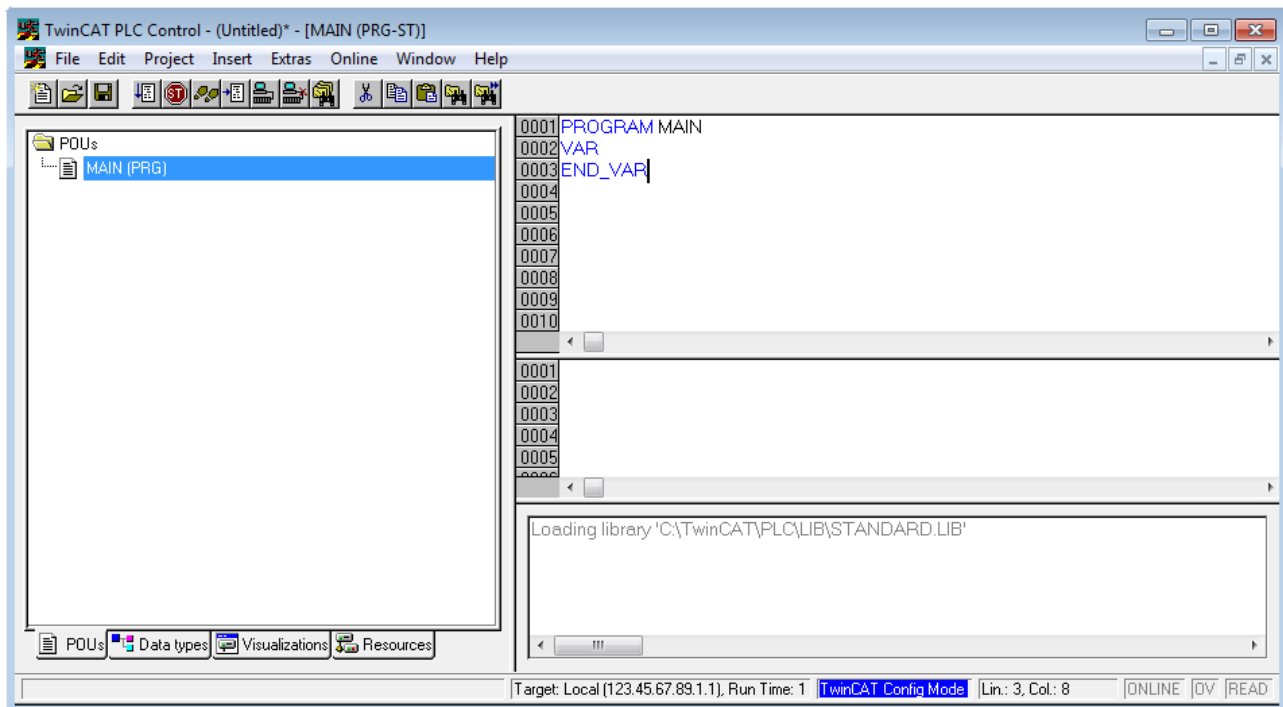 TwinCAT PLC Control - (Untitled)* - [MAIN (PRG-ST)]
File Edit Project Insert Extras Online Window Help
POUs
MAIN (PRG)
0001 PROGRAM MAIN
0002 VAR
0003 END_VAR
0004
0005
0006
0007
0008
0009
0010
0001
0002
0003
0004
0005
Loading library 'C:\TwinCAT\PLC\LIB\STANDARD.LIB'
POUs Data types Visualizations Resources
Target: Local (123.45.67.89.1.1), Run Time: 1 TwinCAT Config Mode Lin.: 3, Col.: 8 ONLINE OV READ